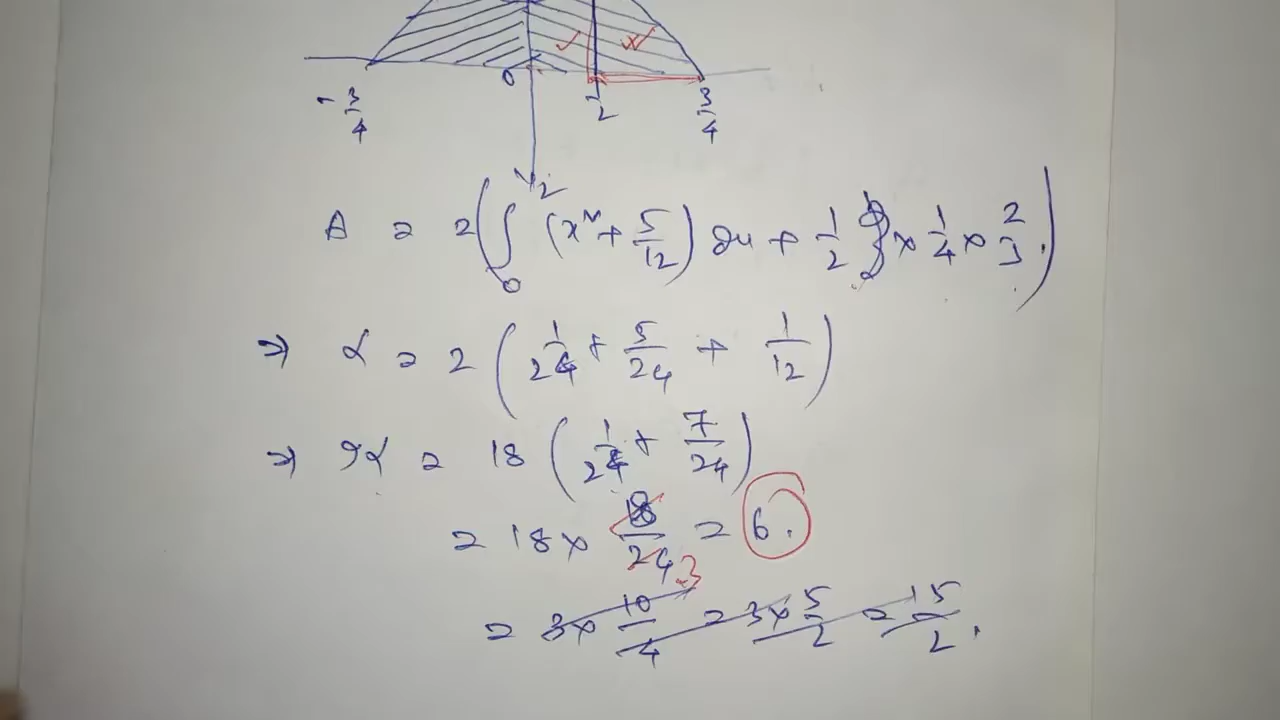 0
-3/4 1/2 3/4
A = 2(∫₀^(1/2) (x² + 5/12) dx + 1/2 × 1/4 × 2/3)
⇒ α = 2 (1/24 + 5/24 + 1/12)
⇒ 9α = 18 (1/24 + 7/24)
= 18 × 8/24 = 6.
3
= 3 × 10/4 = 3 × 5/2 = 15/2.